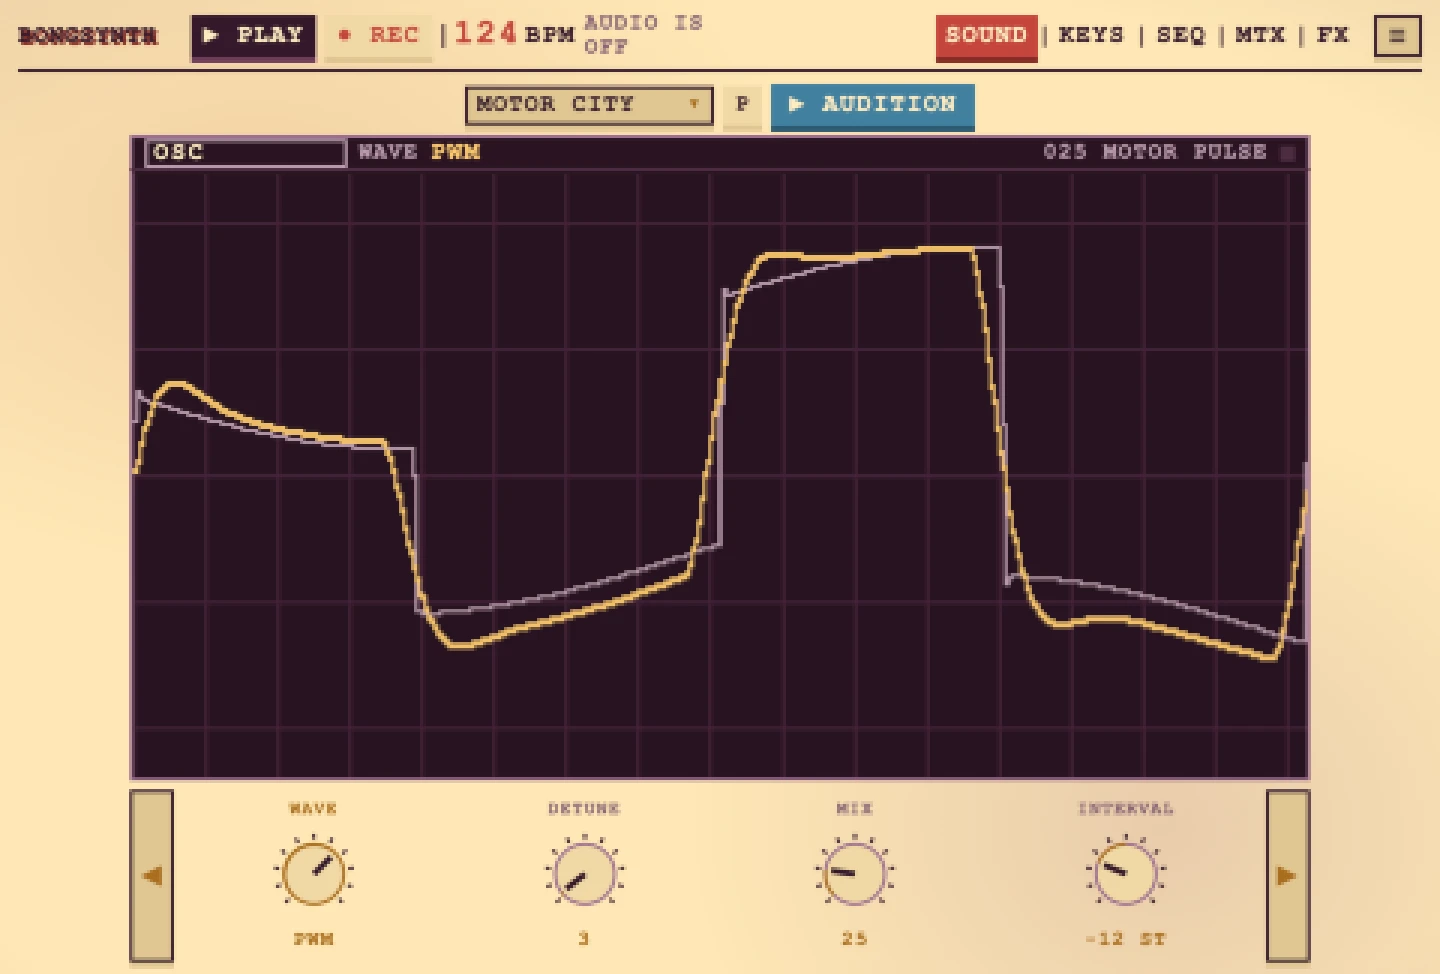 BONGSYNTH ▶ PLAY ● REC | 124 BPM AUDIO IS OFF SOUND | KEYS | SEQ | MTX | FX ≡
MOTOR CITY ▼ P ▶ AUDITION
OSC WAVE PWM 025 MOTOR PULSE
WAVE DETUNE MIX INTERVAL
◀ ▶
PWM 3 25 -12 ST